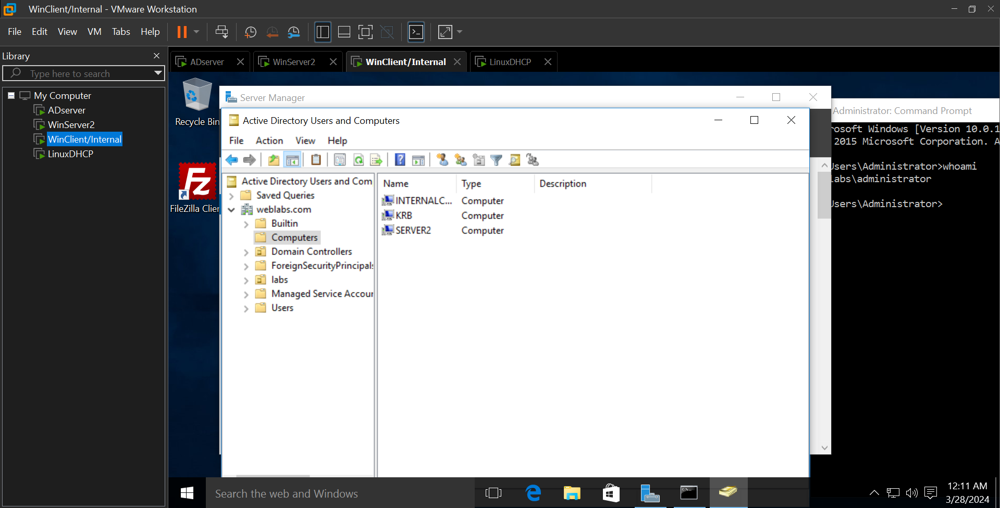 WinClient/Internal - VMware Workstation
File Edit View VM Tabs Help
Library
Type here to search
My Computer
ADserver
WinServer2
WinClient/Internal
LinuxDHCP
ADserver WinServer2 WinClient/Internal LinuxDHCP
Recycle Bin
Fz
FileZilla Clier
Server Manager
Active Directory Users and Computers
File Action View Help
Active Directory Users and Com
Saved Queries
weblabs.com
Builtin
Computers
Domain Controllers
ForeignSecurityPrincipals
labs
Managed Service Accour
Users
Name Type Description
INTERNALC... Computer
KRB Computer
SERVER2 Computer
Administrator: Command Prompt
rosoft Windows [Version 10.0.1
2015 Microsoft Corporation. A
Users\Administrator>whoami
labs\administrator
Users\Administrator>
Search the web and Windows
12:11 AM
3/28/2024